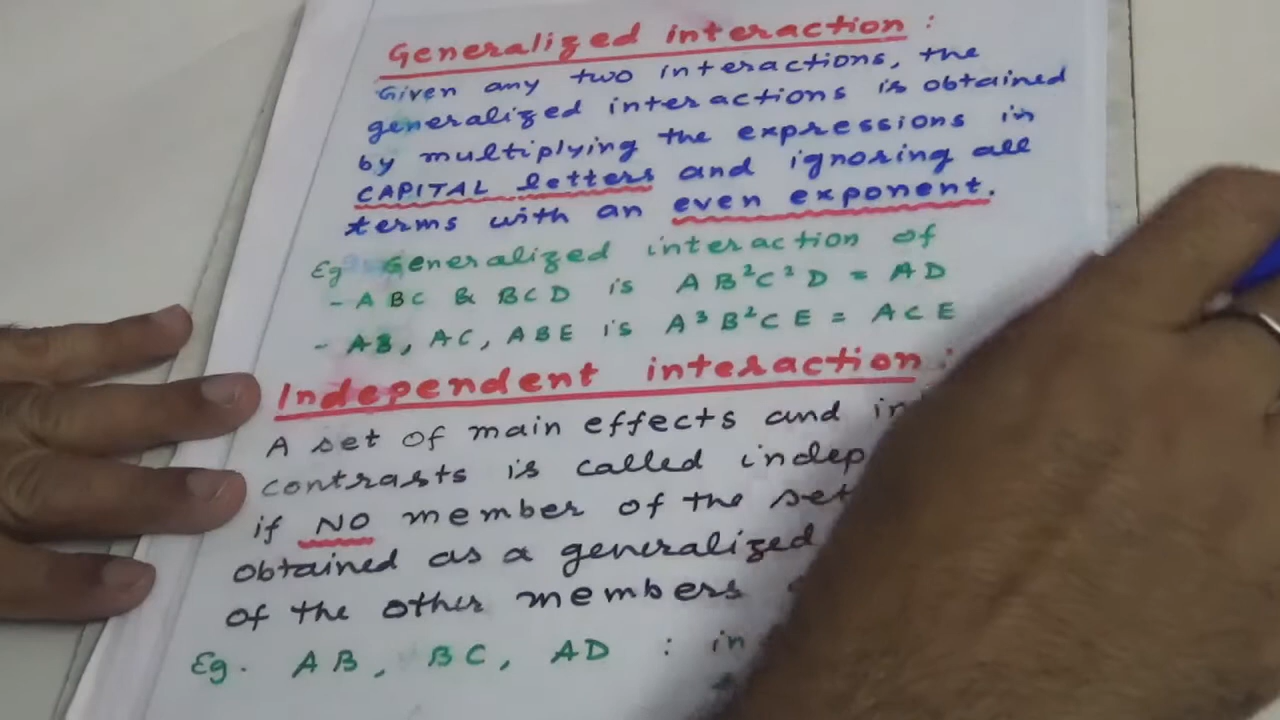 Generalized interaction :
Given any two interactions, the
generalized interactions is obtained
by multiplying the expressions in
CAPITAL letters and ignoring all
terms with an even exponent.
Eg Generalized interaction of
- ABC & BCD is AB²C²D = AD
- AB, AC, ABE is A³B²CE = ACE
Independent interaction :
A set of main effects and
contrasts is called
if NO member of the set
obtained as a generalized
of the other members
Eg. AB, BC, AD : in